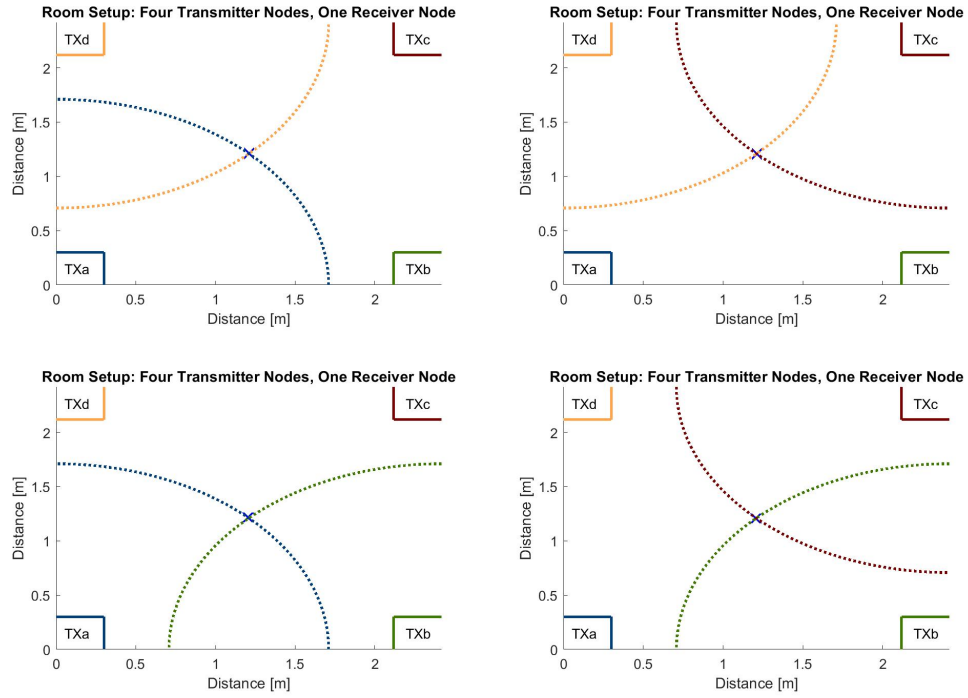 Room Setup: Four Transmitter Nodes, One Receiver Node
TXd
TXc
2
1.5
1
0.5
0
Distance [m]
TXa
TXb
0
0.5
1
1.5
2
Distance [m]
Room Setup: Four Transmitter Nodes, One Receiver Node
TXd
TXc
2
1.5
1
0.5
0
Distance [m]
TXa
TXb
0
0.5
1
1.5
2
Distance [m]
Room Setup: Four Transmitter Nodes, One Receiver Node
TXd
TXc
2
1.5
1
0.5
0
Distance [m]
TXa
TXb
0
0.5
1
1.5
2
Distance [m]
Room Setup: Four Transmitter Nodes, One Receiver Node
TXd
TXc
2
1.5
1
0.5
0
Distance [m]
TXa
TXb
0
0.5
1
1.5
2
Distance [m]